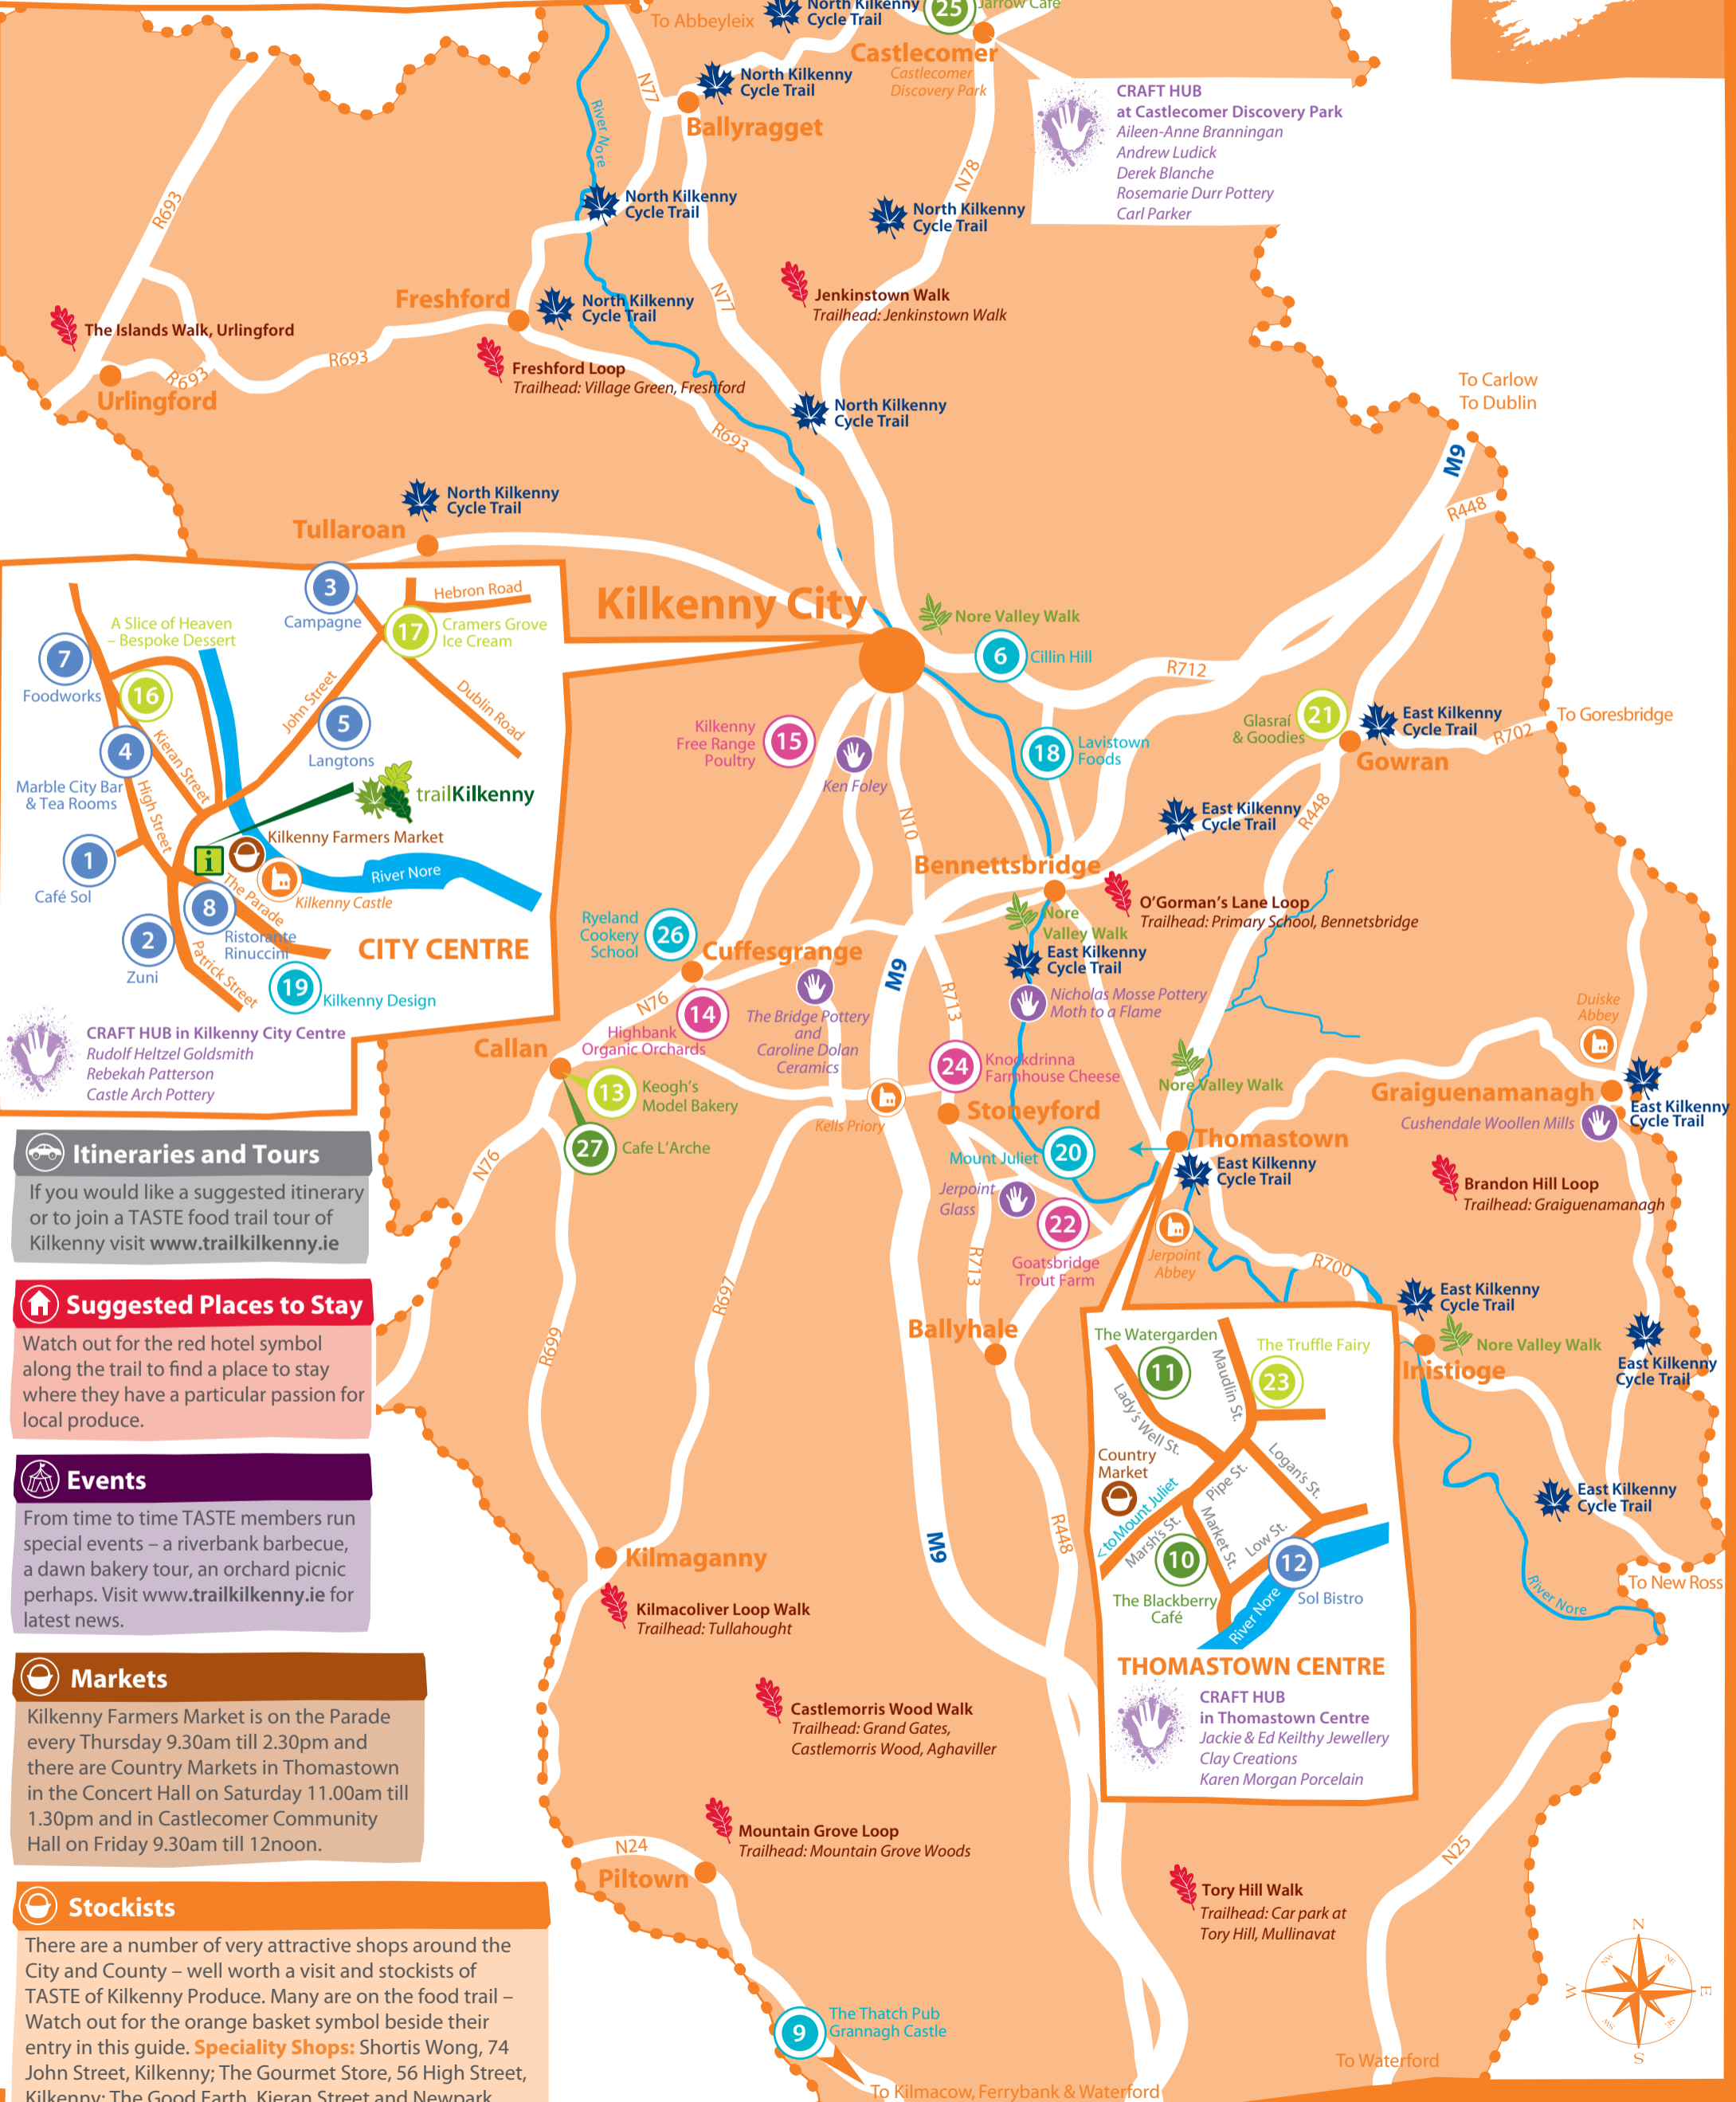 To Abbeyleix
North Kilkenny
Cycle Trail
25
Jarrow Café
Castlecomer
Castlecomer
Discovery Park
North Kilkenny
Cycle Trail
N77
Ballyragget
River Nore
CRAFT HUB
at Castlecomer Discovery Park
Aileen-Anne Branningan
Andrew Ludick
Derek Blanche
Rosemarie Durr Pottery
Carl Parker
N78
R693
North Kilkenny
Cycle Trail
North Kilkenny
Cycle Trail
Freshford
North Kilkenny
Cycle Trail
N77
Jenkinstown Walk
Trailhead: Jenkinstown Walk
The Islands Walk, Urlingford
R693
R693
Urlingford
Freshford Loop
Trailhead: Village Green, Freshford
R693
North Kilkenny
Cycle Trail
To Carlow
To Dublin
M9
R448
North Kilkenny
Cycle Trail
Tullaroan
Kilkenny City
Nore Valley Walk
6
Cillin Hill
R712
3
Campagne
Hebron Road
17
Cramers Grove
Ice Cream
A Slice of Heaven
– Bespoke Dessert
7
Foodworks
16
John Street
Dublin Road
5
Langtons
4
Kieran Street
Marble City Bar
& Tea Rooms
High Street
trailKilkenny
Kilkenny Farmers Market
i
1
Café Sol
River Nore
The Parade
Kilkenny Castle
8
Ristorante
Rinuccini
2
Zuni
Patrick Street
CITY CENTRE
19
Kilkenny Design
CRAFT HUB in Kilkenny City Centre
Rudolf Heltzel Goldsmith
Rebekah Patterson
Castle Arch Pottery
Kilkenny
Free Range
Poultry
15
Ken Foley
N10
18
Lavistown
Foods
Glasraí
& Goodies
21
East Kilkenny
Cycle Trail
Gowran
To Goresbridge
R702
R448
East Kilkenny
Cycle Trail
Bennettsbridge
O'Gorman's Lane Loop
Trailhead: Primary School, Bennetsbridge
Nore
Valley Walk
East Kilkenny
Cycle Trail
Nicholas Mosse Pottery
Moth to a Flame
Ryeland
Cookery
School
26
Cuffesgrange
M9
R713
N76
14
Highbank
Organic Orchards
The Bridge Pottery
and
Caroline Dolan
Ceramics
Callan
13
Keogh's
Model Bakery
27
Cafe L'Arche
24
Knockdrinna
Farmhouse Cheese
Kells Priory
Stoneyford
Nore Valley Walk
Duiske
Abbey
Graiguenamanagh
East Kilkenny
Cycle Trail
Cushendale Woollen Mills
Thomastown
Mount Juliet
20
East Kilkenny
Cycle Trail
Jerpoint
Glass
22
Goatsbridge
Trout Farm
Jerpoint
Abbey
Brandon Hill Loop
Trailhead: Graiguenamanagh
N76
R699
R697
R713
R700
East Kilkenny
Cycle Trail
Nore Valley Walk
Inistioge
East Kilkenny
Cycle Trail
Ballyhale
The Watergarden
11
The Truffle Fairy
23
Maudlin St.
Lady's Well St.
Logan's St.
Country
Market
Pipe St.
< to Mount Juliet
Marsh's St.
Market St.
Low St.
10
The Blackberry
Café
12
Sol Bistro
River Nore
THOMASTOWN CENTRE
CRAFT HUB
in Thomastown Centre
Jackie & Ed Keilthy Jewellery
Clay Creations
Karen Morgan Porcelain
East Kilkenny
Cycle Trail
To New Ross
River Nore
M9
R448
Kilmaganny
Kilmacoliver Loop Walk
Trailhead: Tullahought
Castlemorris Wood Walk
Trailhead: Grand Gates,
Castlemorris Wood, Aghaviller
Mountain Grove Loop
Trailhead: Mountain Grove Woods
N24
Piltown
Tory Hill Walk
Trailhead: Car park at
Tory Hill, Mullinavat
N25
9
The Thatch Pub
Grannagh Castle
To Kilmacow, Ferrybank & Waterford
To Waterford
N
NE
E
SE
S
SW
W
NW
Itineraries and Tours
If you would like a suggested itinerary
or to join a TASTE food trail tour of
Kilkenny visit www.trailkilkenny.ie
Suggested Places to Stay
Watch out for the red hotel symbol
along the trail to find a place to stay
where they have a particular passion for
local produce.
Events
From time to time TASTE members run
special events – a riverbank barbecue,
a dawn bakery tour, an orchard picnic
perhaps. Visit www.trailkilkenny.ie for
latest news.
Markets
Kilkenny Farmers Market is on the Parade
every Thursday 9.30am till 2.30pm and
there are Country Markets in Thomastown
in the Concert Hall on Saturday 11.00am till
1.30pm and in Castlecomer Community
Hall on Friday 9.30am till 12noon.
Stockists
There are a number of very attractive shops around the
City and County – well worth a visit and stockists of
TASTE of Kilkenny Produce. Many are on the food trail –
Watch out for the orange basket symbol beside their
entry in this guide. Speciality Shops: Shortis Wong, 74
John Street, Kilkenny; The Gourmet Store, 56 High Street,
Kilkenny; The Good Earth, Kieran Street and Newpark